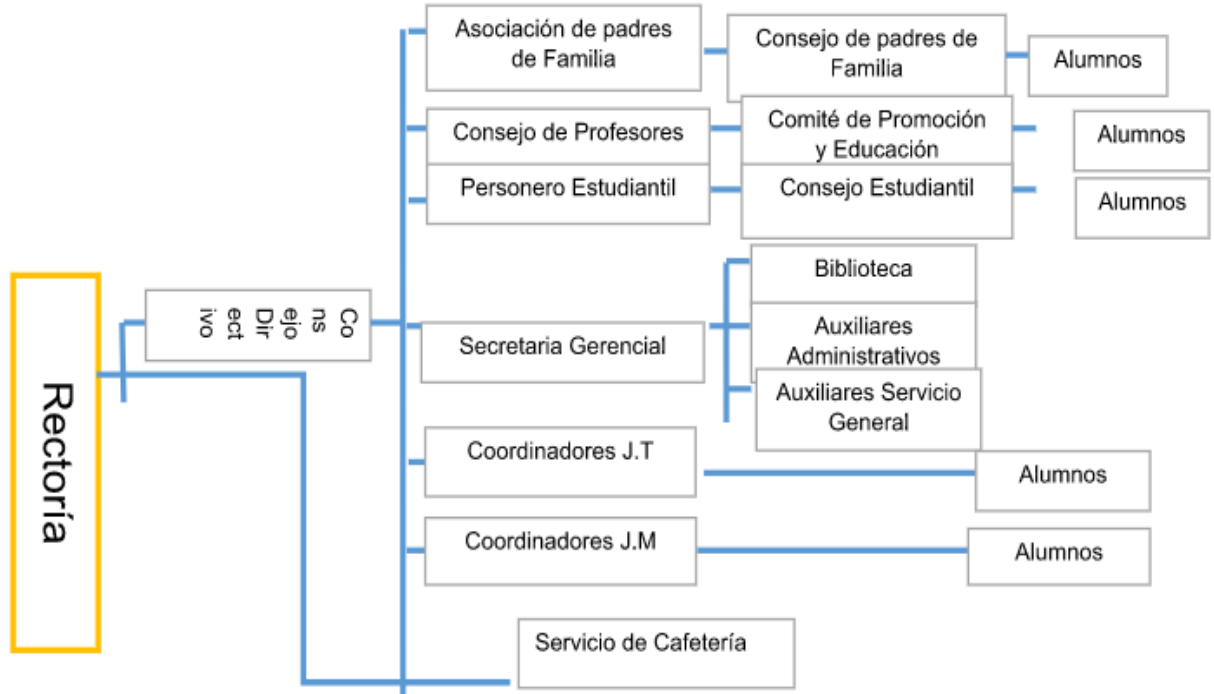 Asociación de padres
de Familia
Consejo de padres de
Familia
Alumnos
Consejo de Profesores
Comité de Promoción
y Educación
Alumnos
Personero Estudiantil
Consejo Estudiantil
Alumnos
Rectoría
Co
ns
ejo
Dir
ect
ivo
Secretaria Gerencial
Biblioteca
Auxiliares
Administrativos
Auxiliares Servicio
General
Coordinadores J.T
Alumnos
Coordinadores J.M
Alumnos
Servicio de Cafetería